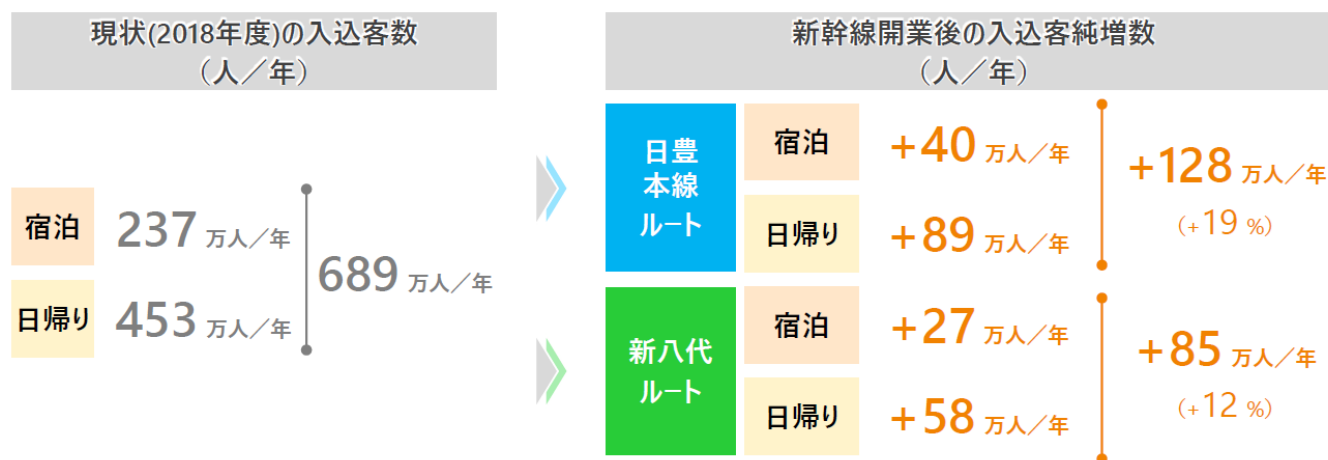 現状(2018年度)の入込客数
（人／年）
宿泊
237 万人／年
日帰り
453 万人／年
689 万人／年
新幹線開業後の入込客純増数
（人／年）
日豊
本線
ルート
宿泊
+40 万人／年
日帰り
+89 万人／年
+128 万人／年
（+19 %）
新八代
ルート
宿泊
+27 万人／年
日帰り
+58 万人／年
+85 万人／年
（+12 %）